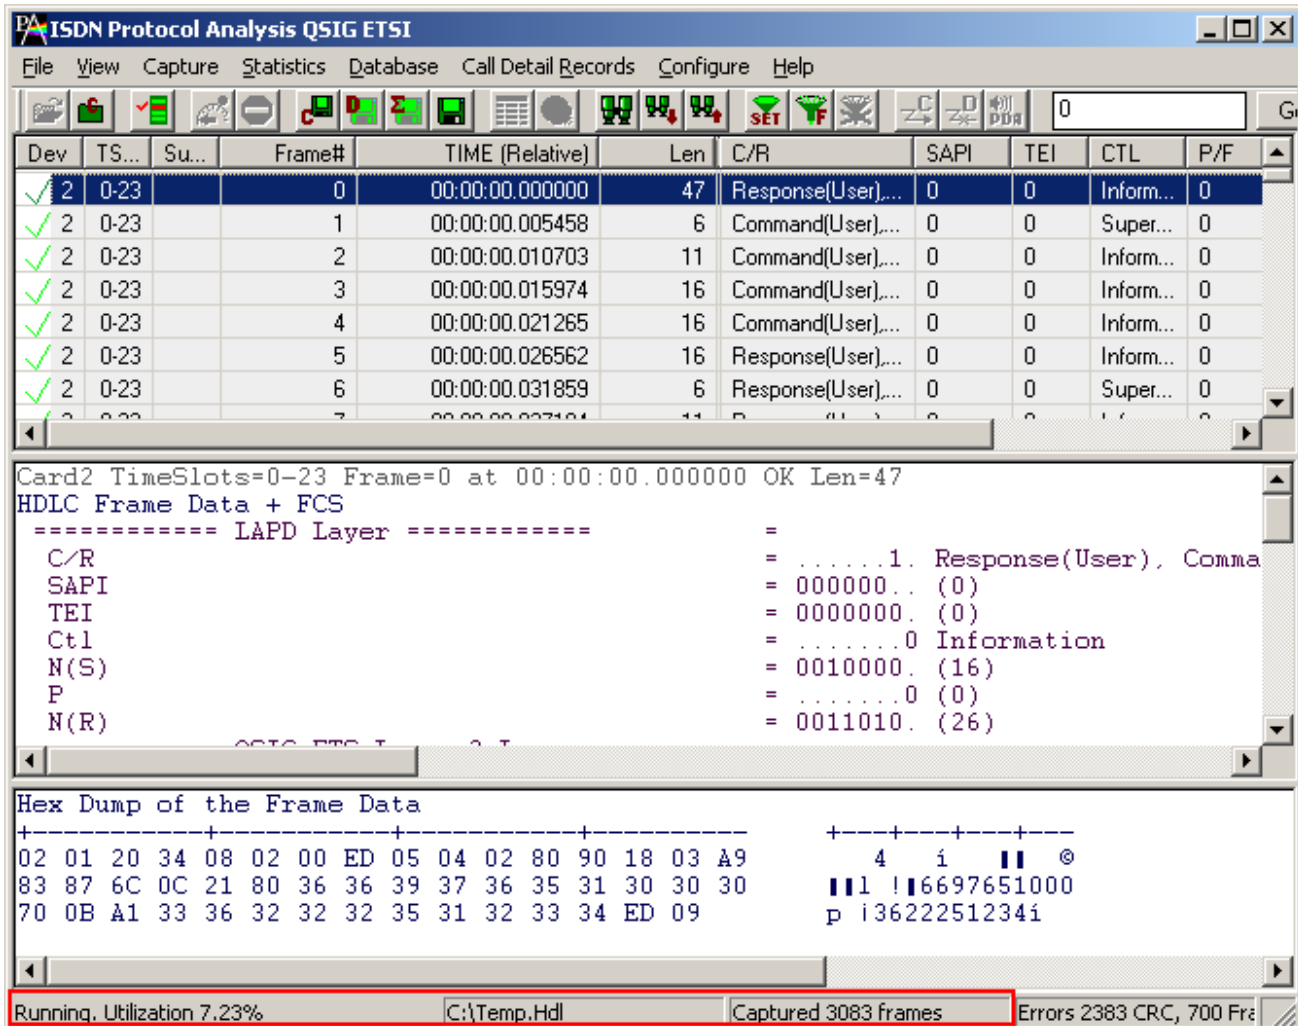 ISDN Protocol Analysis QSIG ETSI
File View Capture Statistics Database Call Detail Records Configure Help
SET F C D PDA 0 G
Dev TS... Su... Frame# TIME (Relative) Len C/R SAPI TEI CTL P/F
2 0-23 0 00:00:00.000000 47 Response(User),... 0 0 Inform... 0
2 0-23 1 00:00:00.005458 6 Command(User),... 0 0 Super... 0
2 0-23 2 00:00:00.010703 11 Command(User),... 0 0 Inform... 0
2 0-23 3 00:00:00.015974 16 Command(User),... 0 0 Inform... 0
2 0-23 4 00:00:00.021265 16 Command(User),... 0 0 Inform... 0
2 0-23 5 00:00:00.026562 16 Response(User),... 0 0 Inform... 0
2 0-23 6 00:00:00.031859 6 Response(User),... 0 0 Super... 0
Card2 TimeSlots=0-23 Frame=0 at 00:00:00.000000 OK Len=47
HDLC Frame Data + FCS
============ LAPD Layer ============ =
C/R = ......1. Response(User), Comma
SAPI = 000000.. (0)
TEI = 0000000. (0)
Ctl = .......0 Information
N(S) = 0010000. (16)
P = .......0 (0)
N(R) = 0011010. (26)
Hex Dump of the Frame Data
+------------+------------+------------+----------- +---+---+---+---
02 01 20 34 08 02 00 ED 05 04 02 80 90 18 03 A9 4 í ▮▮ ©
83 87 6C 0C 21 80 36 36 39 37 36 35 31 30 30 30 ▮▮l !▮6697651000
70 0B A1 33 36 32 32 32 35 31 32 33 34 ED 09 p ¡3622251234í
Running. Utilization 7.23% C:\Temp.Hdl Captured 3083 frames Errors 2383 CRC, 700 Fra